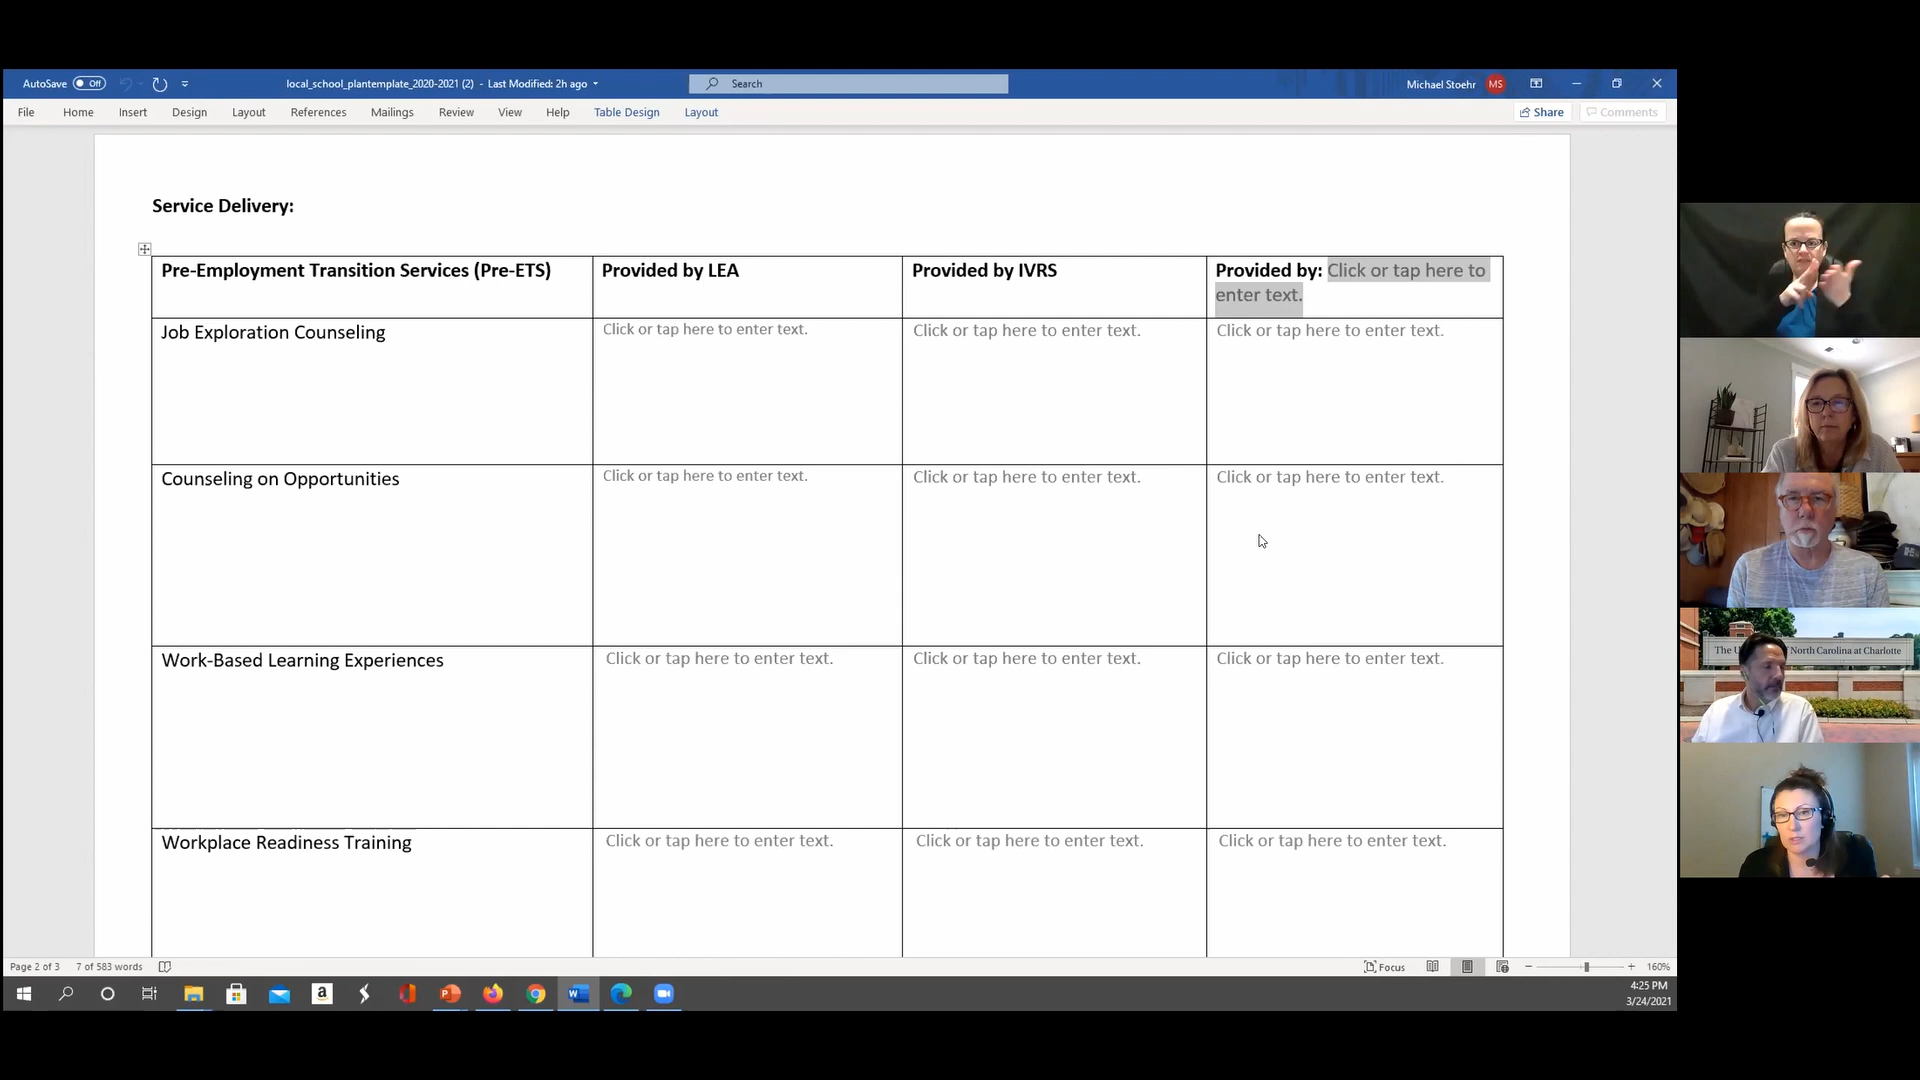 AutoSave Off local_school_plantemplate_2020-2021 (2) - Last Modified: 2h ago Search Michael Stoehr MS
File Home Insert Design Layout References Mailings Review View Help Table Design Layout Share Comments
Service Delivery:
Pre-Employment Transition Services (Pre-ETS) Provided by LEA Provided by IVRS Provided by: Click or tap here to
enter text.
Job Exploration Counseling Click or tap here to enter text. Click or tap here to enter text. Click or tap here to enter text.
Counseling on Opportunities Click or tap here to enter text. Click or tap here to enter text. Click or tap here to enter text.
Work-Based Learning Experiences Click or tap here to enter text. Click or tap here to enter text. Click or tap here to enter text.
Workplace Readiness Training Click or tap here to enter text. Click or tap here to enter text. Click or tap here to enter text.
The U of North Carolina at Charlotte
Page 2 of 3 7 of 583 words Focus 160%
4:25 PM
3/24/2021